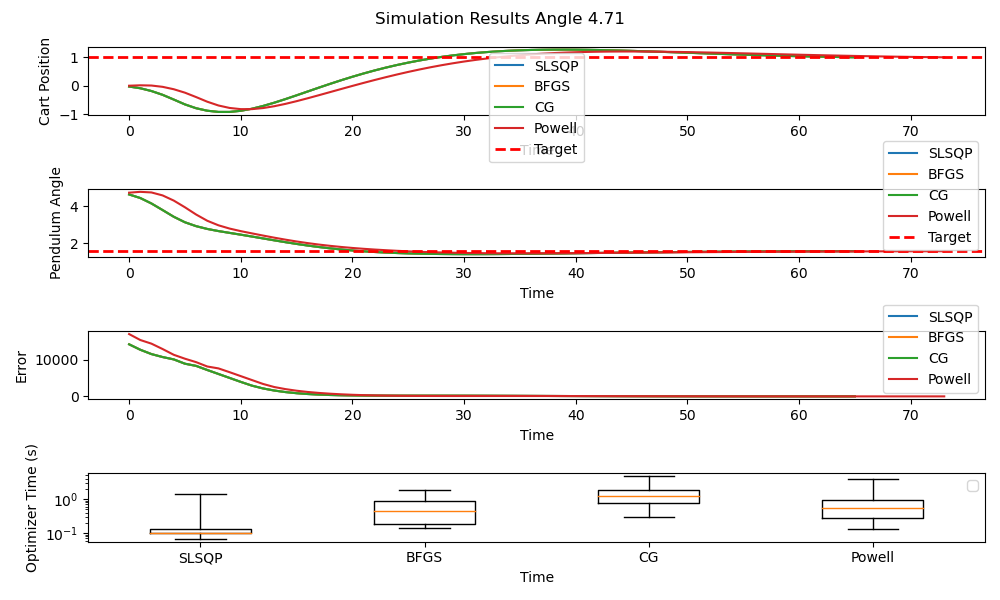 Simulation Results Angle 4.71
Cart Position
1
0
−1
0 10 20 30 40 50 60 70
Time
SLSQP
BFGS
CG
Powell
Target
Pendulum Angle
4
2
0 10 20 30 40 50 60 70
Time
SLSQP
BFGS
CG
Powell
Target
Error
10000
0
0 10 20 30 40 50 60 70
Time
SLSQP
BFGS
CG
Powell
Optimizer Time (s)
10⁰
10⁻¹
SLSQP BFGS CG Powell
Time